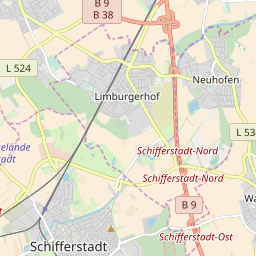 B 9
B 38
L 524
Neuhofen
Limburgerhof
L 53
Schifferstadt-Nord
Schifferstadt-Nord
B 9
Schifferstadt-Ost
Schifferstadt